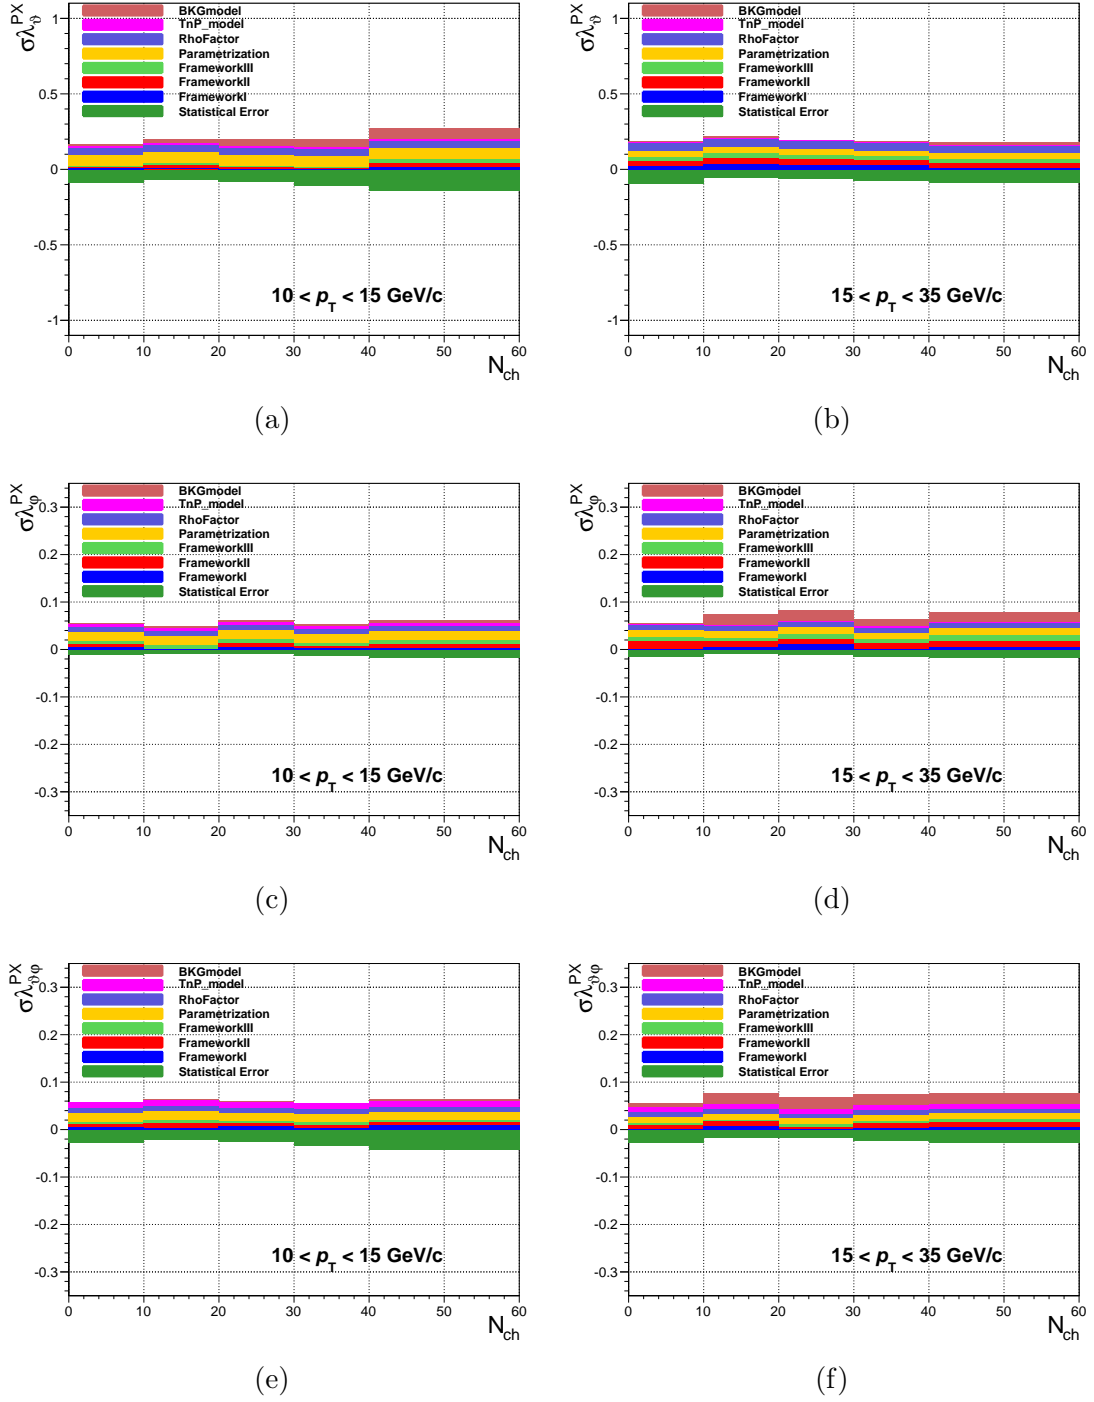 σλ_ϑ^PX
1
0.5
0
-0.5
-1
BKGmodel
TnP_model
RhoFactor
Parametrization
FrameworkIII
FrameworkII
FrameworkI
Statistical Error
10 < p_T < 15 GeV/c
0 10 20 30 40 50 60
N_ch
(a)
σλ_ϑ^PX
1
0.5
0
-0.5
-1
BKGmodel
TnP_model
RhoFactor
Parametrization
FrameworkIII
FrameworkII
FrameworkI
Statistical Error
15 < p_T < 35 GeV/c
0 10 20 30 40 50 60
N_ch
(b)
σλ_φ^PX
0.3
0.2
0.1
0
-0.1
-0.2
-0.3
BKGmodel
TnP_model
RhoFactor
Parametrization
FrameworkIII
FrameworkII
FrameworkI
Statistical Error
10 < p_T < 15 GeV/c
0 10 20 30 40 50 60
N_ch
(c)
σλ_φ^PX
0.3
0.2
0.1
0
-0.1
-0.2
-0.3
BKGmodel
TnP_model
RhoFactor
Parametrization
FrameworkIII
FrameworkII
FrameworkI
Statistical Error
15 < p_T < 35 GeV/c
0 10 20 30 40 50 60
N_ch
(d)
σλ_ϑφ^PX
0.3
0.2
0.1
0
-0.1
-0.2
-0.3
BKGmodel
TnP_model
RhoFactor
Parametrization
FrameworkIII
FrameworkII
FrameworkI
Statistical Error
10 < p_T < 15 GeV/c
0 10 20 30 40 50 60
N_ch
(e)
σλ_ϑφ^PX
0.3
0.2
0.1
0
-0.1
-0.2
-0.3
BKGmodel
TnP_model
RhoFactor
Parametrization
FrameworkIII
FrameworkII
FrameworkI
Statistical Error
15 < p_T < 35 GeV/c
0 10 20 30 40 50 60
N_ch
(f)